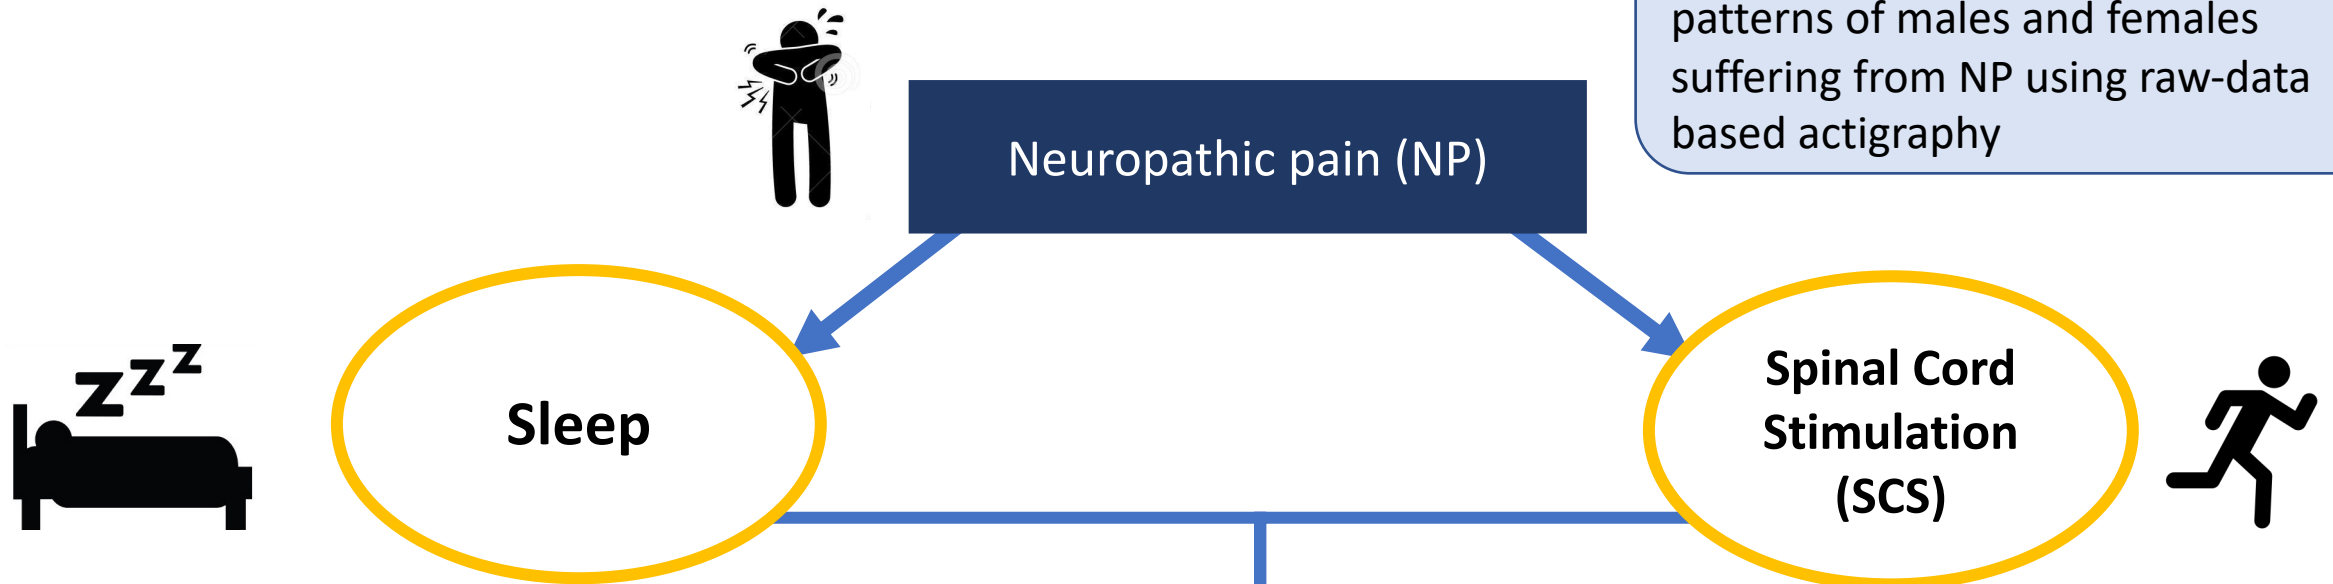 patterns of males and females
suffering from NP using raw-data
based actigraphy
Neuropathic pain (NP)
zzz
Sleep
Spinal Cord
Stimulation
(SCS)